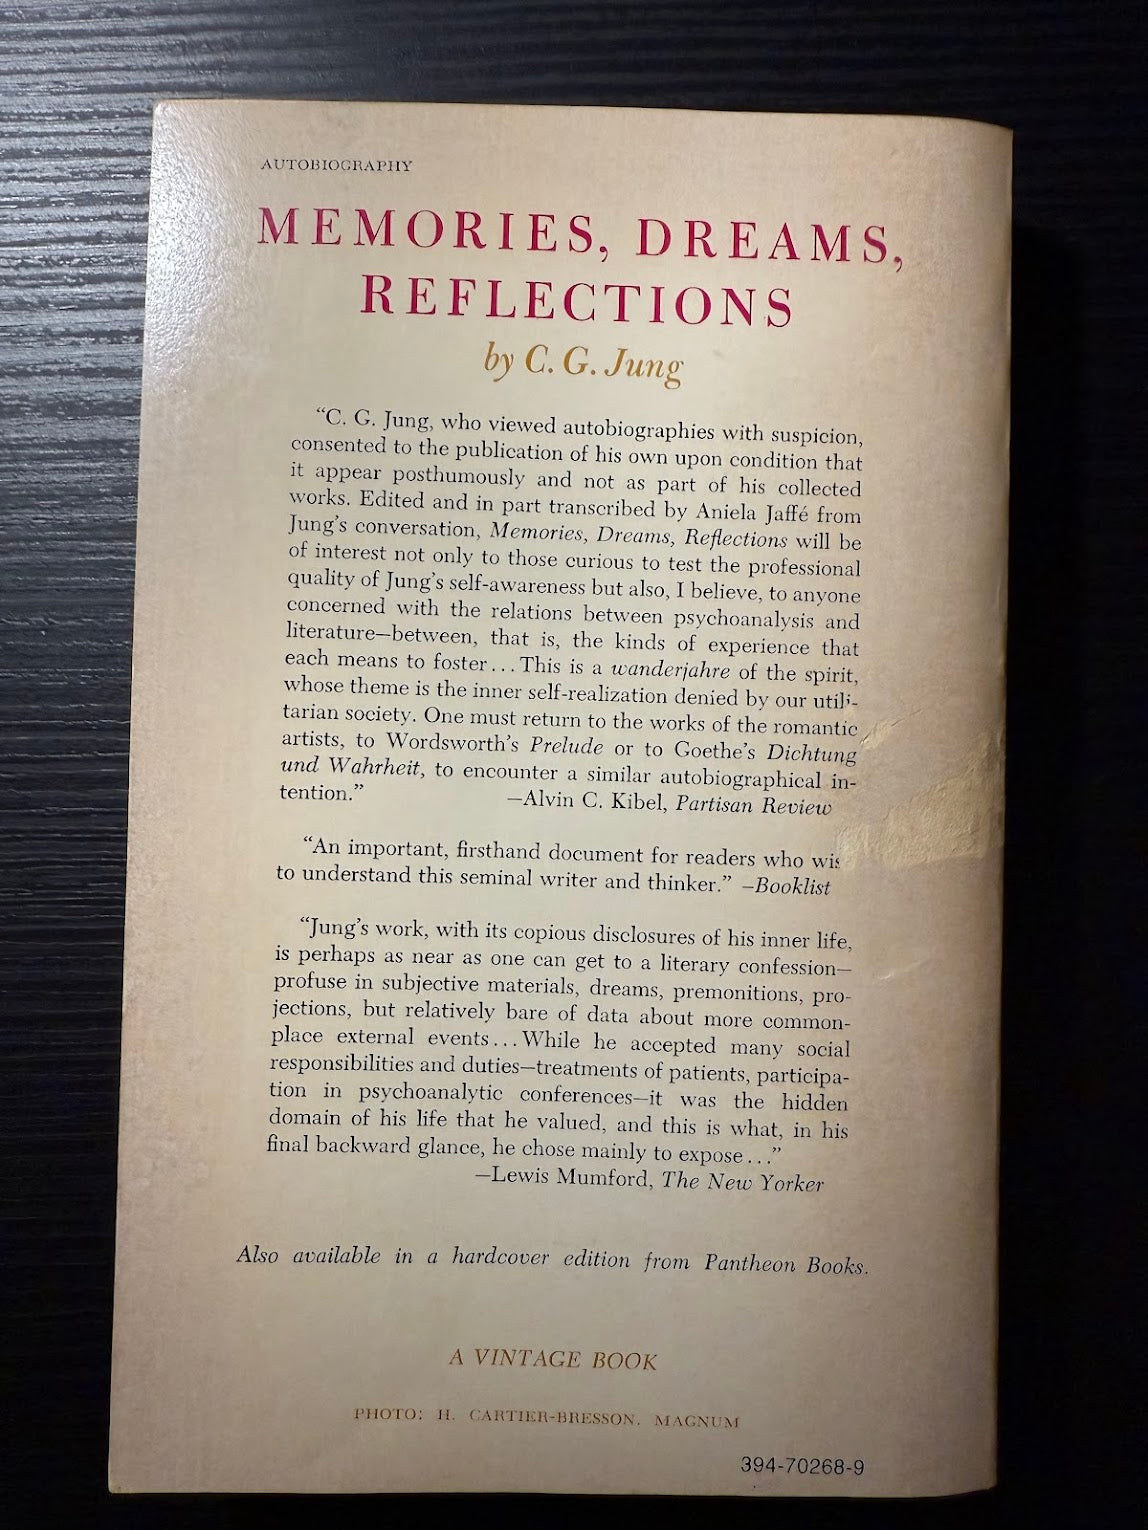 AUTOBIOGRAPHY
MEMORIES, DREAMS,
REFLECTIONS
by C. G. Jung
“C. G. Jung, who viewed autobiographies with suspicion,
consented to the publication of his own upon condition that
it appear posthumously and not as part of his collected
works. Edited and in part transcribed by Aniela Jaffé from
Jung’s conversation, Memories, Dreams, Reflections will be
of interest not only to those curious to test the professional
quality of Jung’s self-awareness but also, I believe, to anyone
concerned with the relations between psychoanalysis and
literature—between, that is, the kinds of experience that
each means to foster...This is a wanderjahre of the spirit,
whose theme is the inner self-realization denied by our utili-
tarian society. One must return to the works of the romantic
artists, to Wordsworth’s Prelude or to Goethe’s Dichtung
und Wahrheit, to encounter a similar autobiographical in-
tention.” —Alvin C. Kibel, Partisan Review
“An important, firsthand document for readers who
to understand this seminal writer and thinker.” —Booklist
“Jung’s work, with its copious disclosures of his inner life,
is perhaps as near as one can get to a literary confession—
profuse in subjective materials, dreams, premonitions, pro-
jections, but relatively bare of data about more common-
place external events...While he accepted many social
responsibilities and duties—treatments of patients, participa-
tion in psychoanalytic conferences—it was the hidden
domain of his life that he valued, and this is what, in his
final backward glance, he chose mainly to expose...”
—Lewis Mumford, The New Yorker
Also available in a hardcover edition from Pantheon Books.
A VINTAGE BOOK
PHOTO: H. CARTIER-BRESSON. MAGNUM
394-70268-9